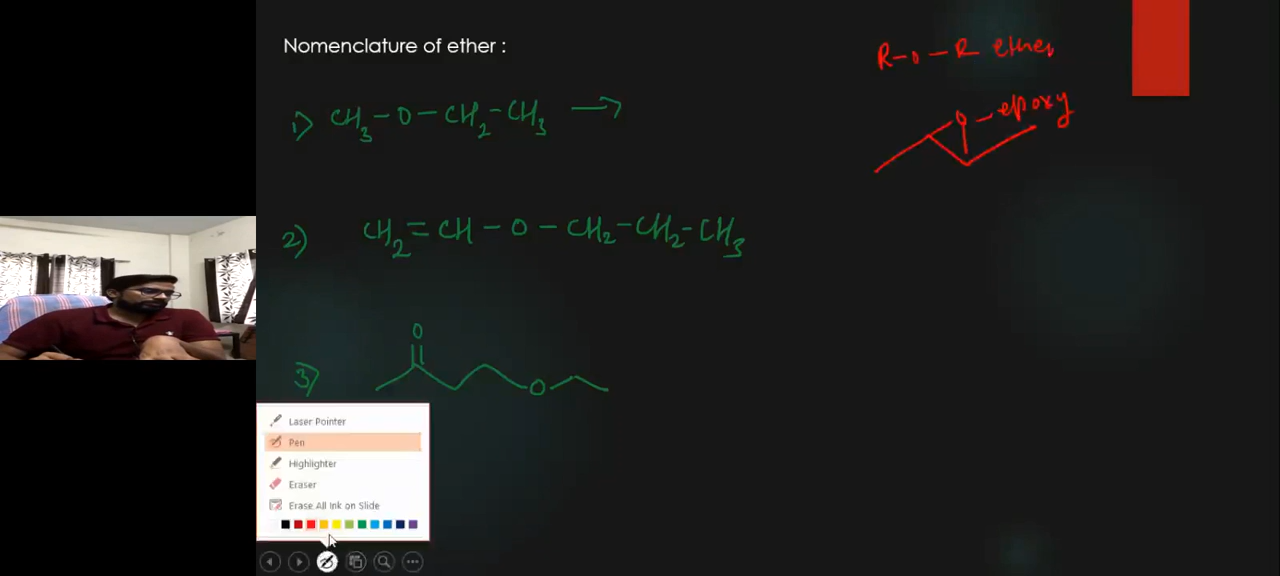 Nomenclature of ether :
R-O-R ether
1) CH3-O-CH2-CH3 →
O-epoxy
2) CH2=CH-O-CH2-CH2-CH3
O
3)
O
Laser Pointer
Pen
Highlighter
Eraser
Erase All Ink on Slide